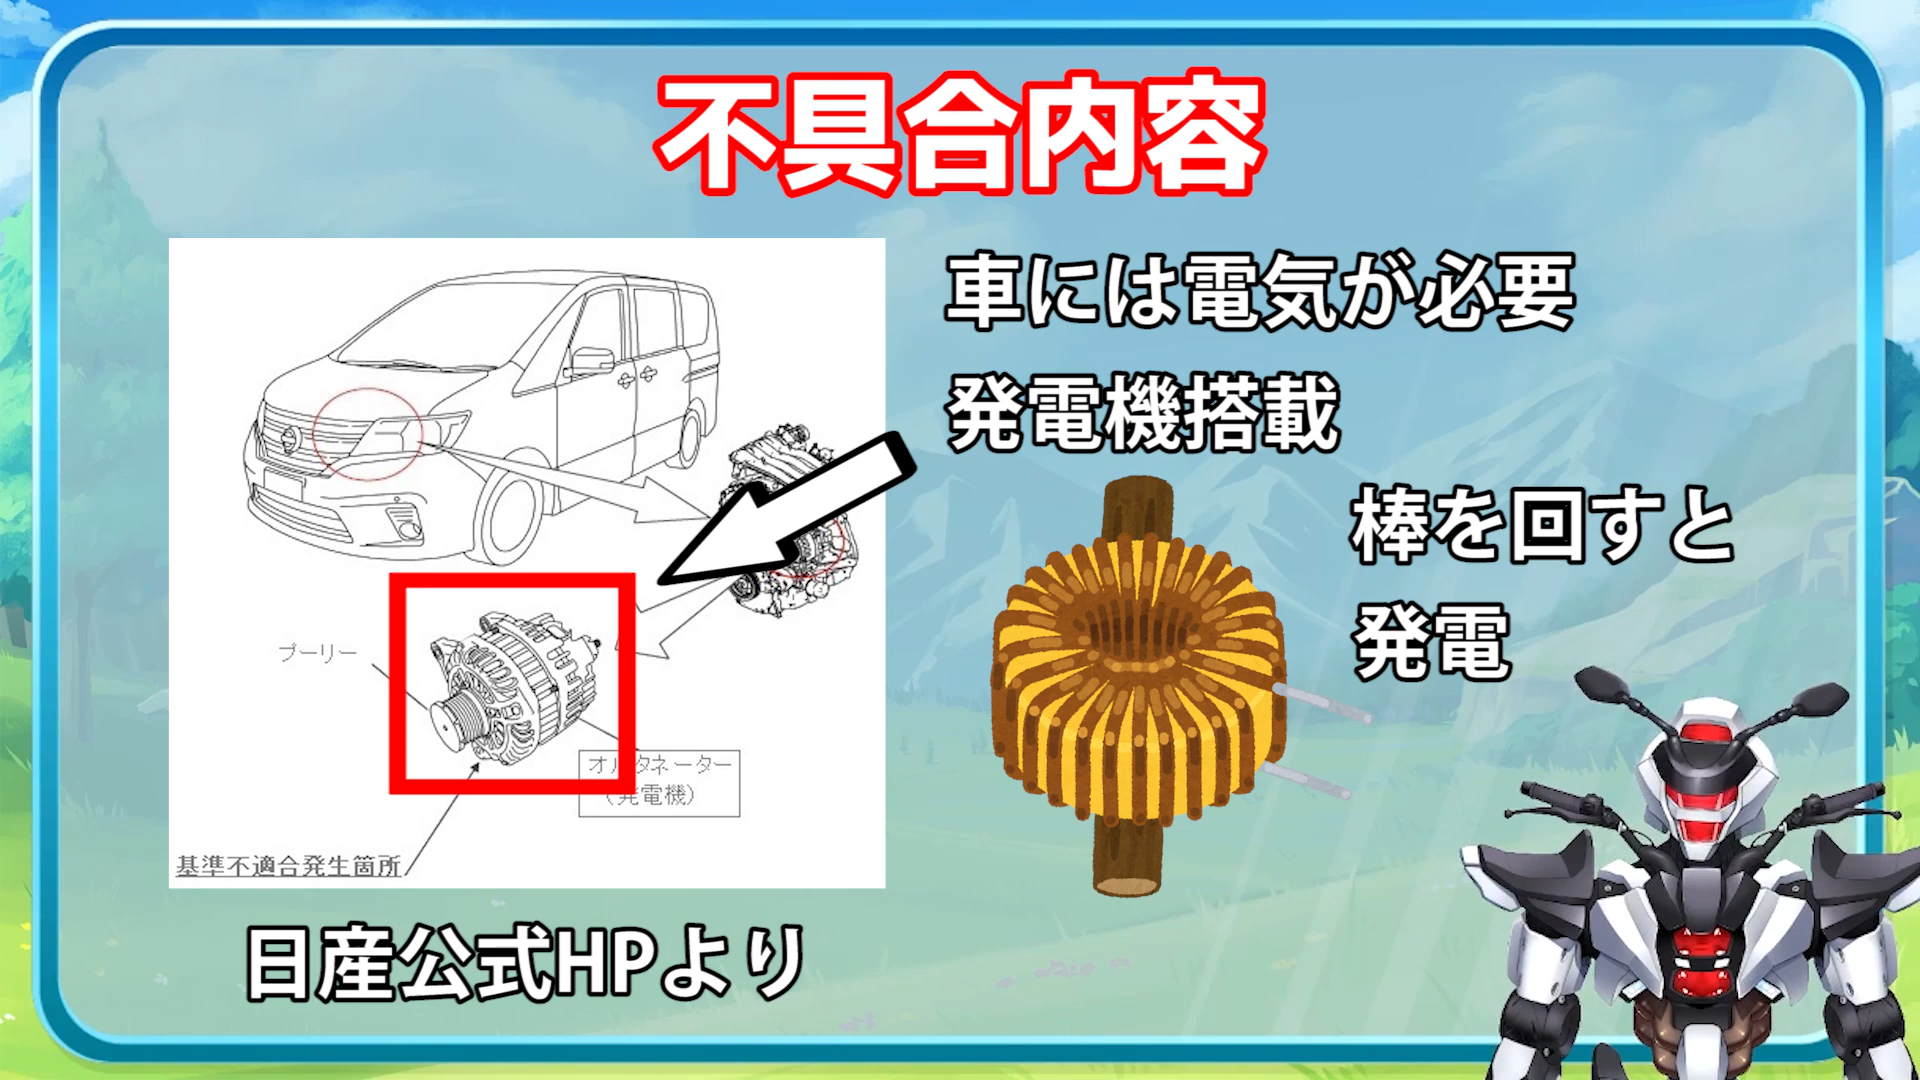 不具合内容
車には電気が必要
発電機搭載
棒を回すと
発電
プーリー
オルタネーター
(発電機)
基準不適合発生箇所
日産公式HPより